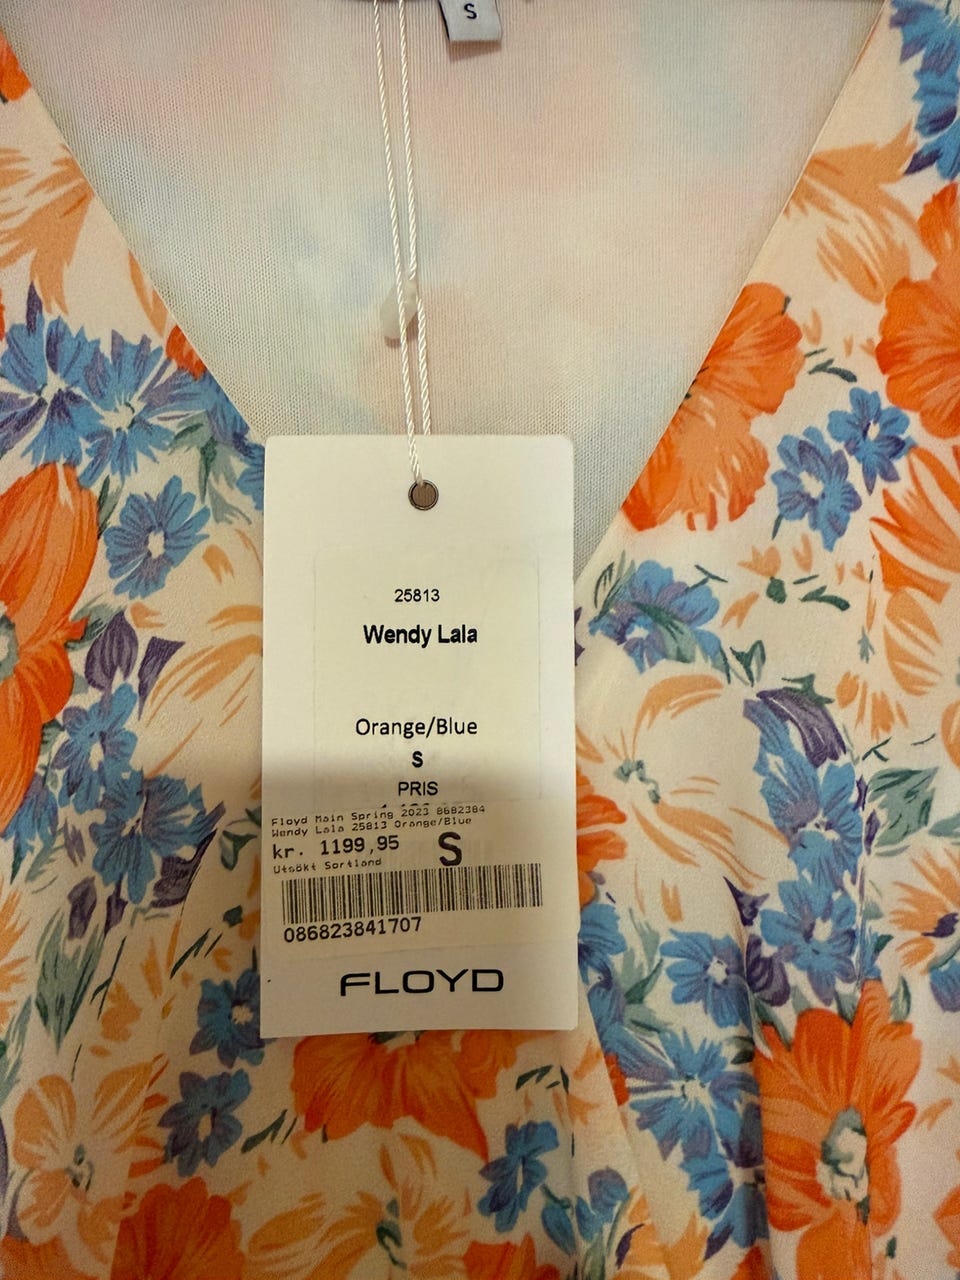 S
25813
Wendy Lala
Orange/Blue
S
PRIS
Floyd Main Spring 2023 8682384
Wendy Lala 25813 Orange/Blue
kr. 1199,95 S
Utsökt Sortland
086823841707
FLOYD